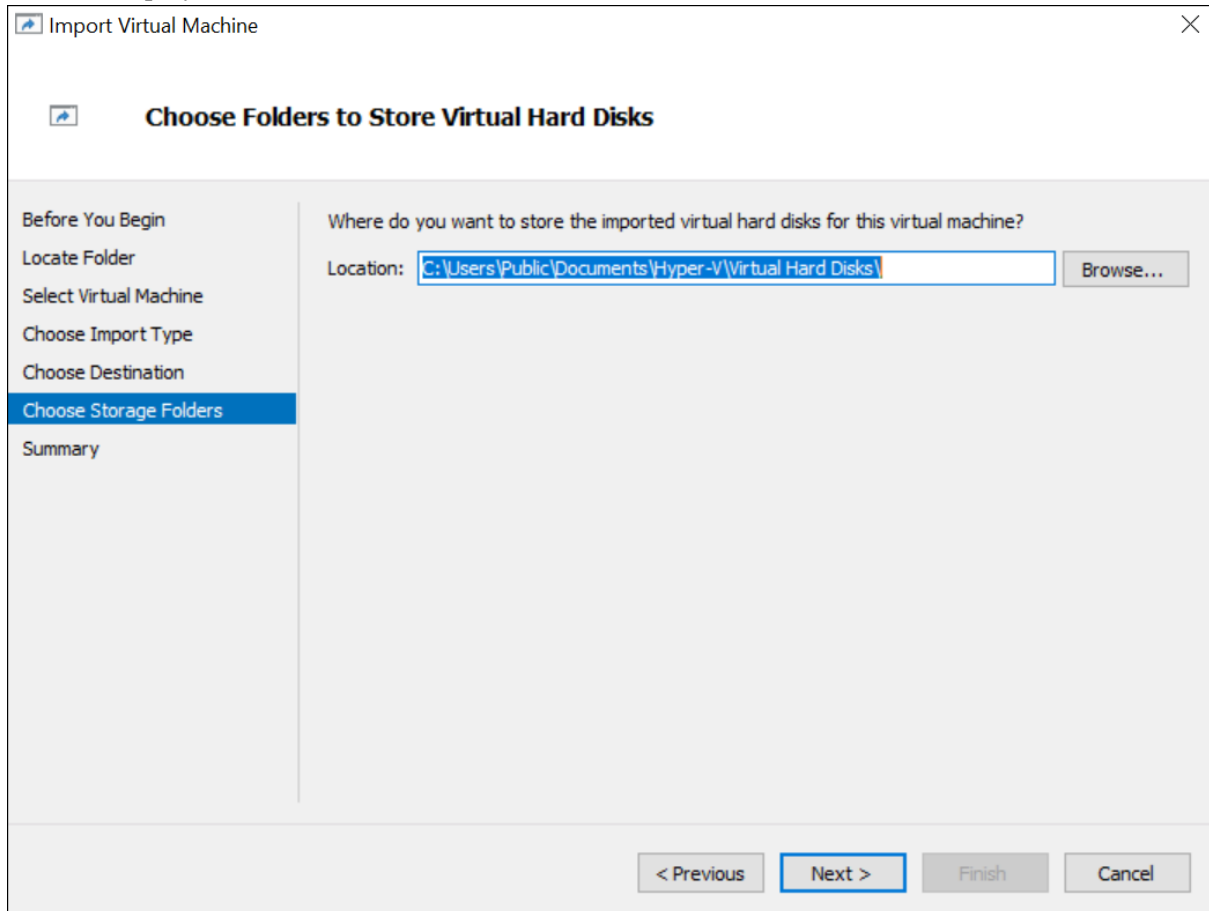 Import Virtual Machine
Choose Folders to Store Virtual Hard Disks
Before You Begin
Locate Folder
Select Virtual Machine
Choose Import Type
Choose Destination
Choose Storage Folders
Summary
Where do you want to store the imported virtual hard disks for this virtual machine?
Location: C:\Users\Public\Documents\Hyper-V\Virtual Hard Disks\ Browse...
< Previous Next > Finish Cancel